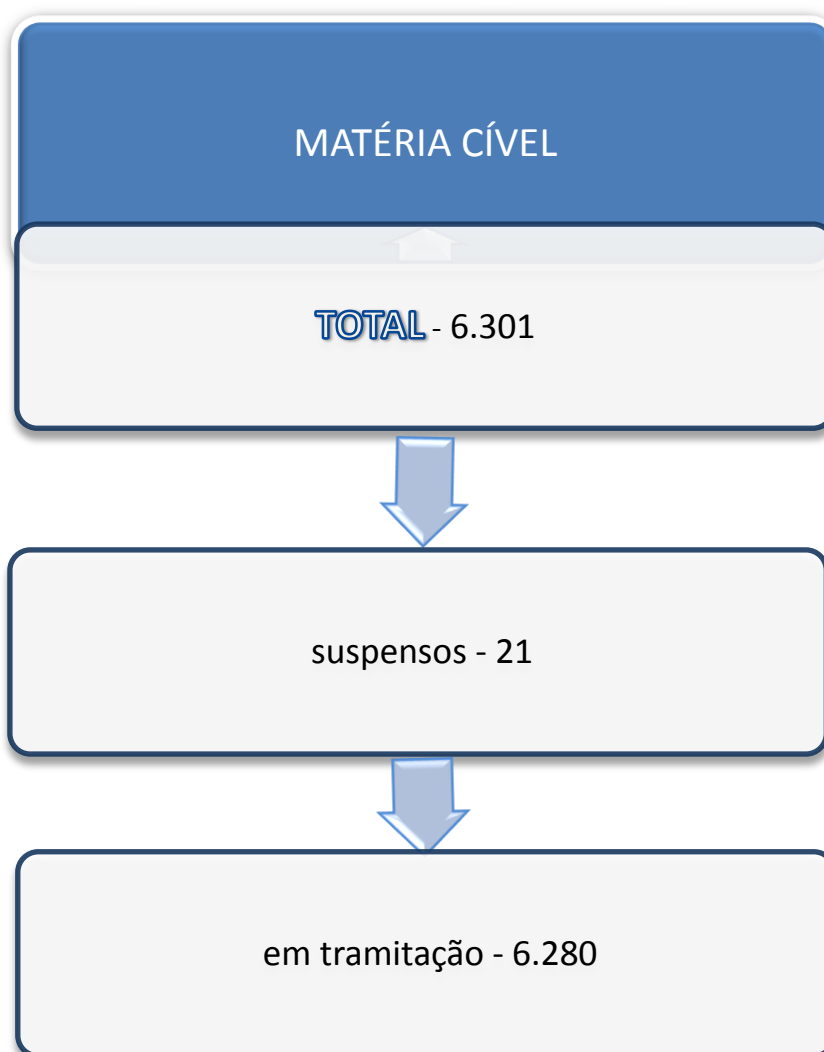 MATÉRIA CÍVEL
TOTAL - 6.301
suspensos - 21
em tramitação - 6.280